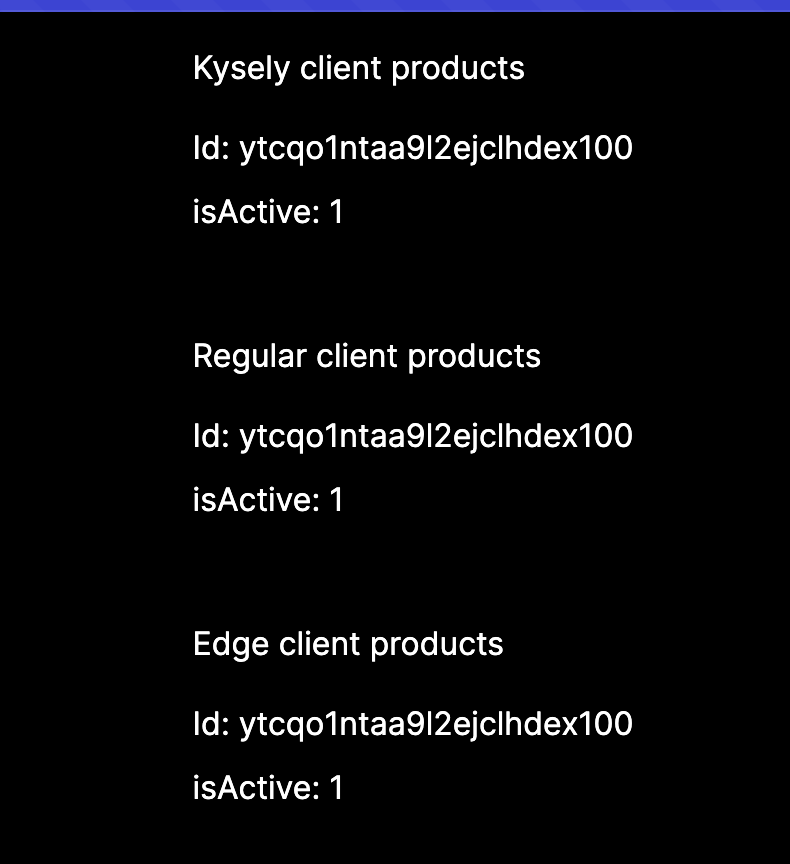 Kysely client products
Id: ytcqo1ntaa9l2ejclhdex100
isActive: 1
Regular client products
Id: ytcqo1ntaa9l2ejclhdex100
isActive: 1
Edge client products
Id: ytcqo1ntaa9l2ejclhdex100
isActive: 1